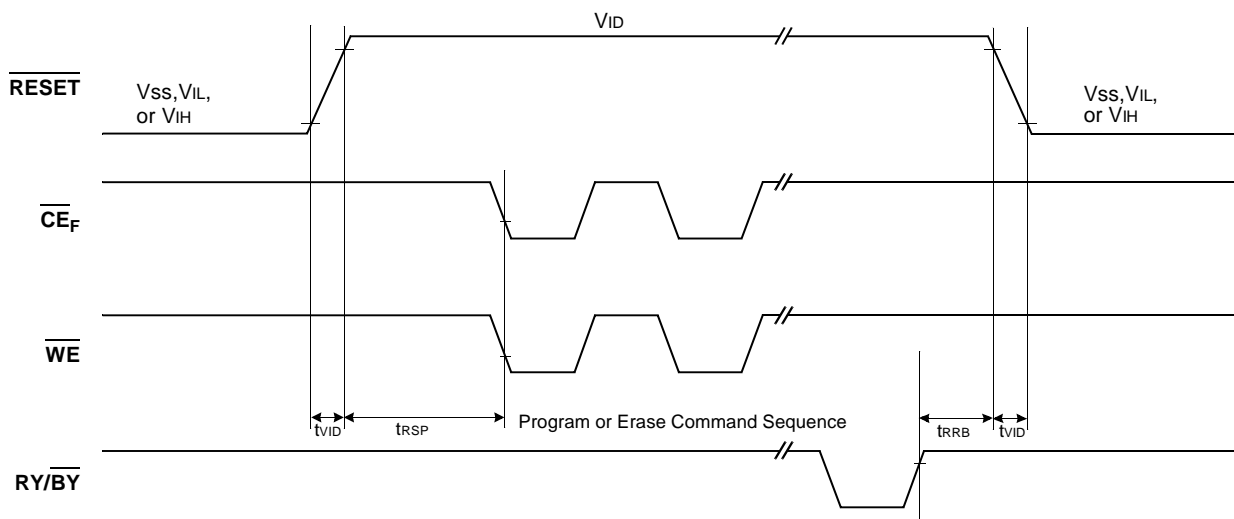 VID
RESET
Vss,VIL,
or VIH
Vss,VIL,
or VIH
CEF
WE
tVID
tRSP
Program or Erase Command Sequence
tRRB
tVID
RY/BY